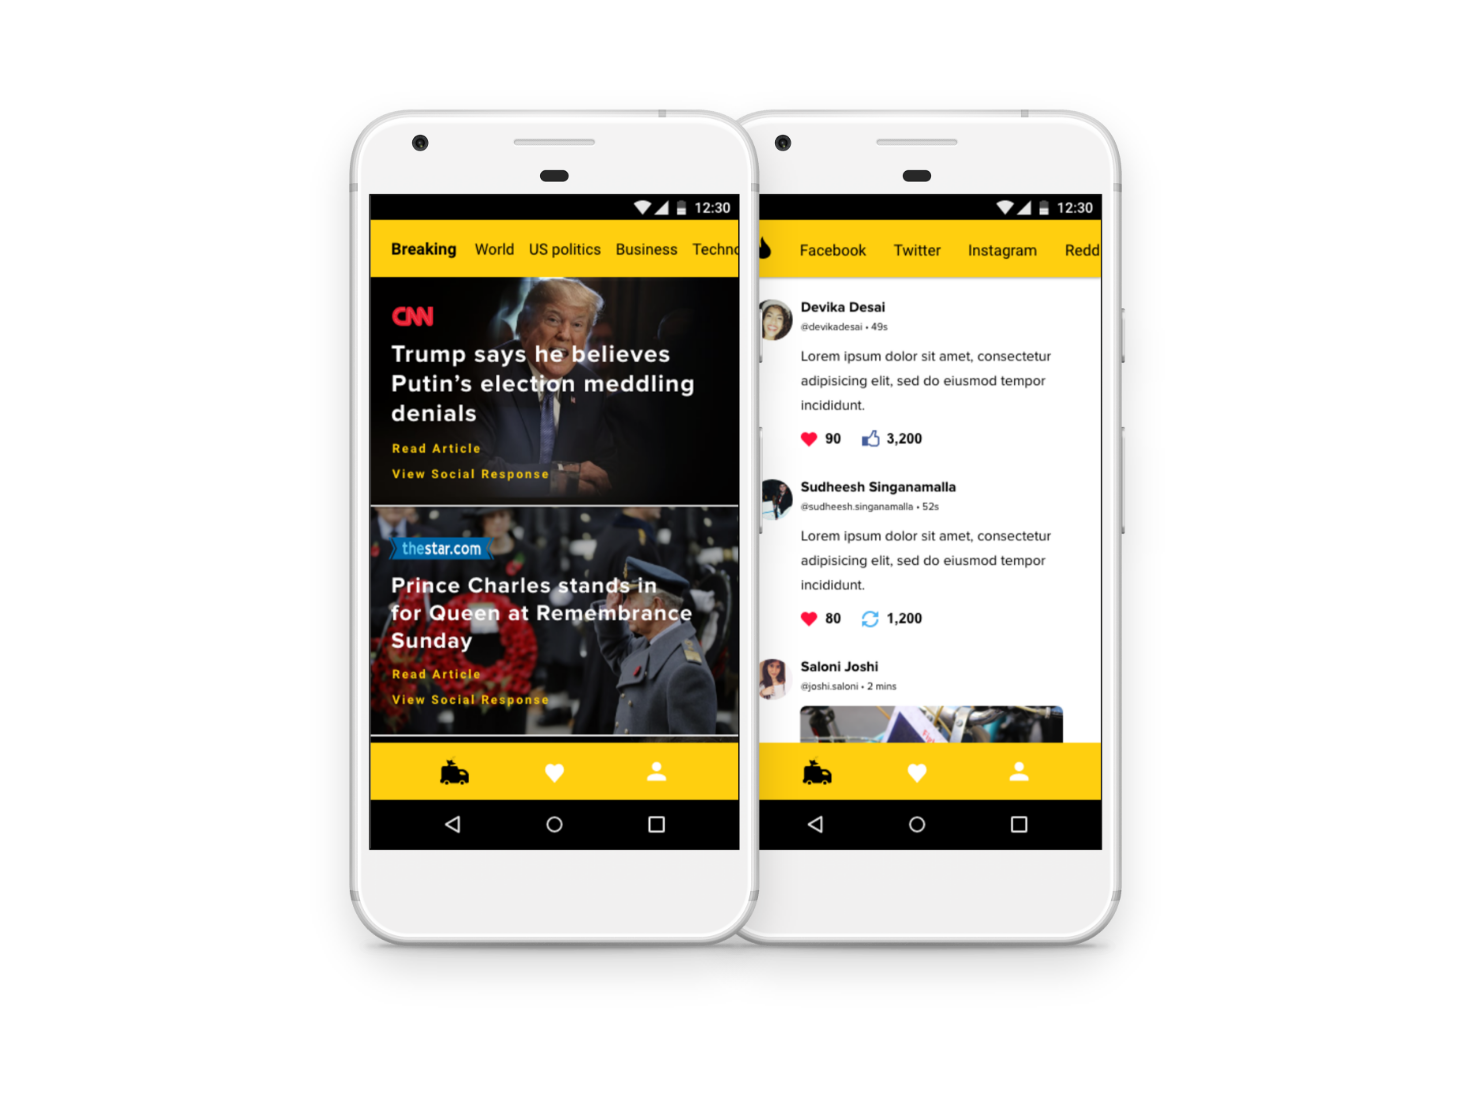 12:30
Breaking World US politics Business Techno
CNN
Trump says he believes
Putin's election meddling
denials
Read Article
View Social Response
thestar.com
Prince Charles stands in
for Queen at Remembrance
Sunday
Read Article
View Social Response
12:30
Facebook Twitter Instagram Redd
Devika Desai
@devikadesai • 49s
Lorem ipsum dolor sit amet, consectetur
adipisicing elit, sed do eiusmod tempor
incididunt.
90 3,200
Sudheesh Singanamalla
@sudheesh.singanamalla • 52s
Lorem ipsum dolor sit amet, consectetur
adipisicing elit, sed do eiusmod tempor
incididunt.
80 1,200
Saloni Joshi
@joshi.saloni • 2 mins